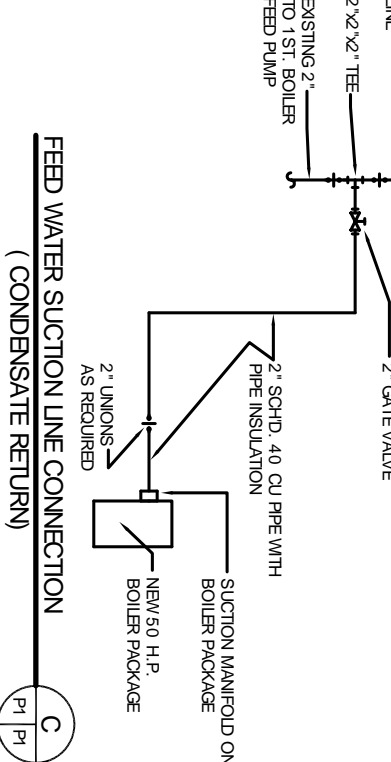 LINE
2"x2"x2" TEE
EXISTING 2"
TO 1ST. BOILER
FEED PUMP
2" GATE VALVE
2" SCH'D. 40 CU PIPE WITH
PIPE INSULATION
2" UNIONS
AS REQUIRED
SUCTION MANIFOLD ON
BOILER PACKAGE
NEW 50 H.P.
BOILER PACKAGE
FEED WATER SUCTION LINE CONNECTION
( CONDENSATE RETURN)
C
P1 P1